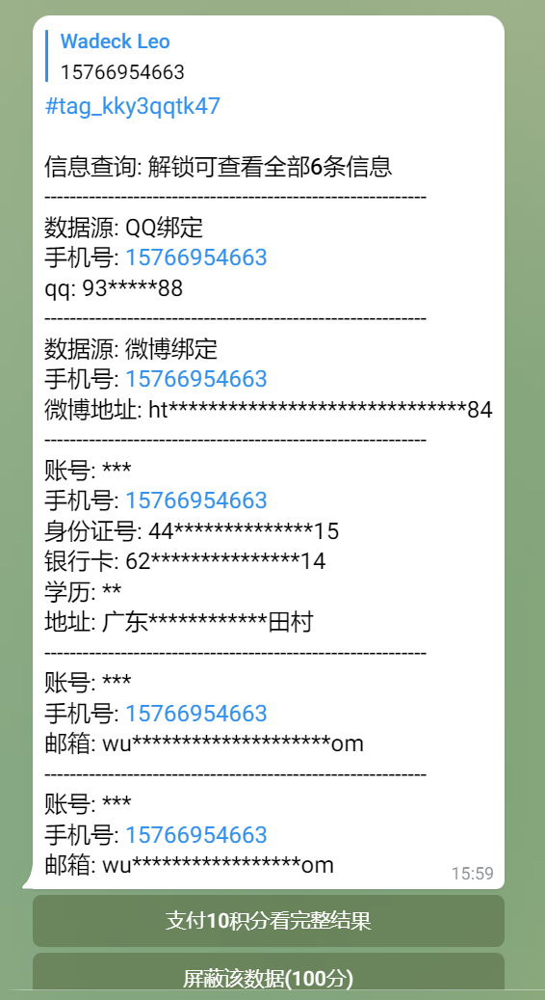 Wadeck Leo
15766954663
#tag_kky3qqtk47
信息查询: 解锁可查看全部6条信息
------------------------------------------------------------
数据源: QQ绑定
手机号: 15766954663
qq: 93*****88
------------------------------------------------------------
数据源: 微博绑定
手机号: 15766954663
微博地址: ht******************************84
------------------------------------------------------------
账号: ***
手机号: 15766954663
身份证号: 44**************15
银行卡: 62***************14
学历: **
地址: 广东************田村
------------------------------------------------------------
账号: ***
手机号: 15766954663
邮箱: wu********************om
------------------------------------------------------------
账号: ***
手机号: 15766954663
邮箱: wu*****************om
15:59
支付10积分看完整结果
屏蔽该数据(100分)